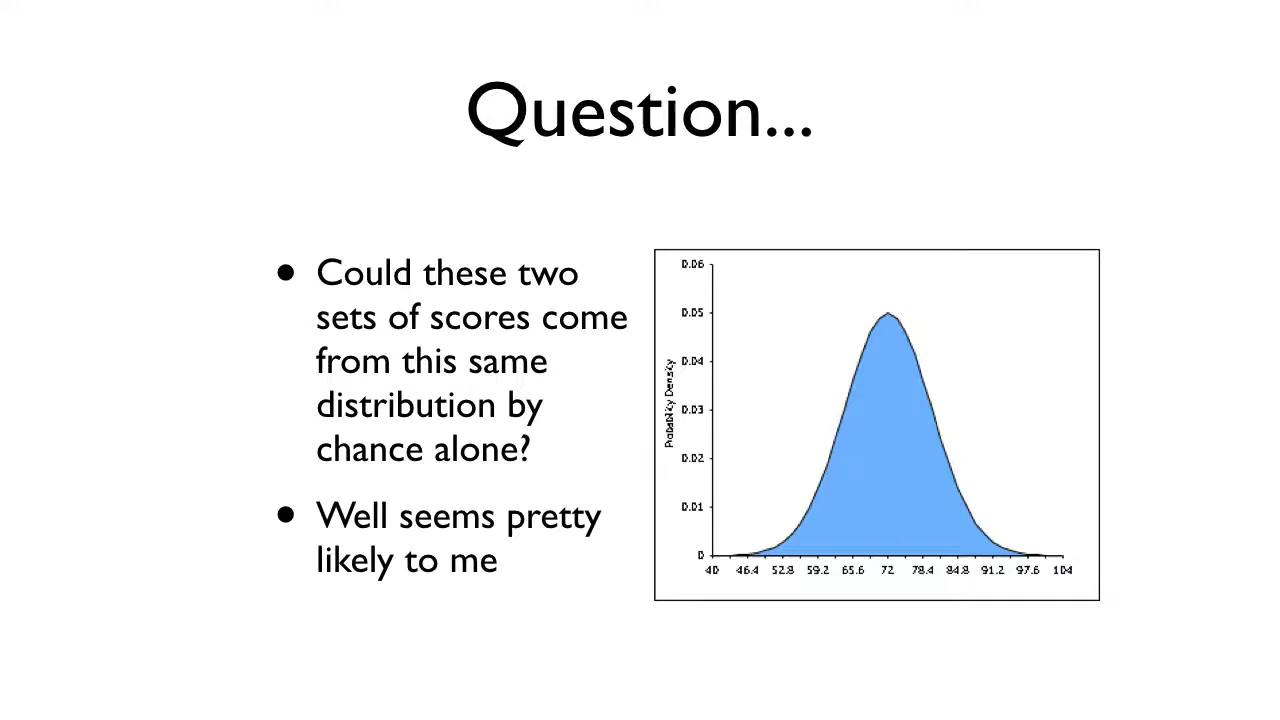 Question...
• Could these two
sets of scores come
from this same
distribution by
chance alone?
• Well seems pretty
likely to me
0.06
0.05
0.04
0.03
0.02
0.01
0
Probability Density
40 46.4 52.8 59.2 65.6 72 78.4 84.8 91.2 97.6 104